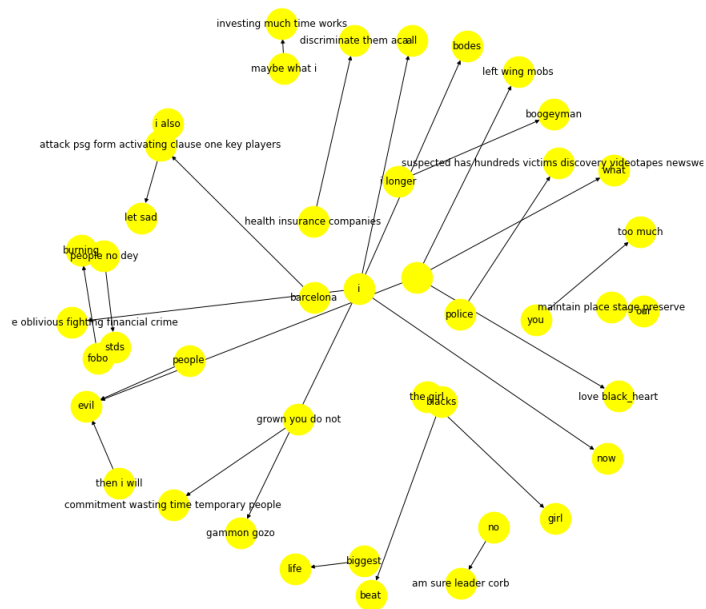 investing much time works
discriminate them aca
all
bodes
maybe what i
left wing mobs
boogeyman
i also
attack psg form activating clause one key players
suspected has hundreds victims discovery videotapes newswe
i longer
what
let sad
health insurance companies
too much
burning
people no dey
i
barcelona
maintain place stage preserve
our
police
you
e oblivious fighting financial crime
stds
fobo
people
evil
the girl
blacks
love black_heart
grown you do not
now
then i will
commitment wasting time temporary people
girl
no
gammon gozo
biggest
life
am sure leader corb
beat